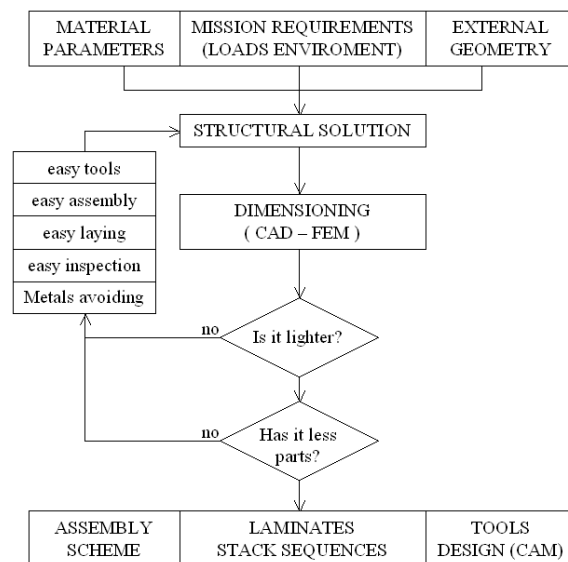 MATERIAL
PARAMETERS
MISSION REQUIREMENTS
(LOADS ENVIROMENT)
EXTERNAL
GEOMETRY
STRUCTURAL SOLUTION
easy tools
easy assembly
easy laying
easy inspection
Metals avoiding
DIMENSIONING
( CAD – FEM )
no
Is it lighter?
no
Has it less
parts?
ASSEMBLY
SCHEME
LAMINATES
STACK SEQUENCES
TOOLS
DESIGN (CAM)